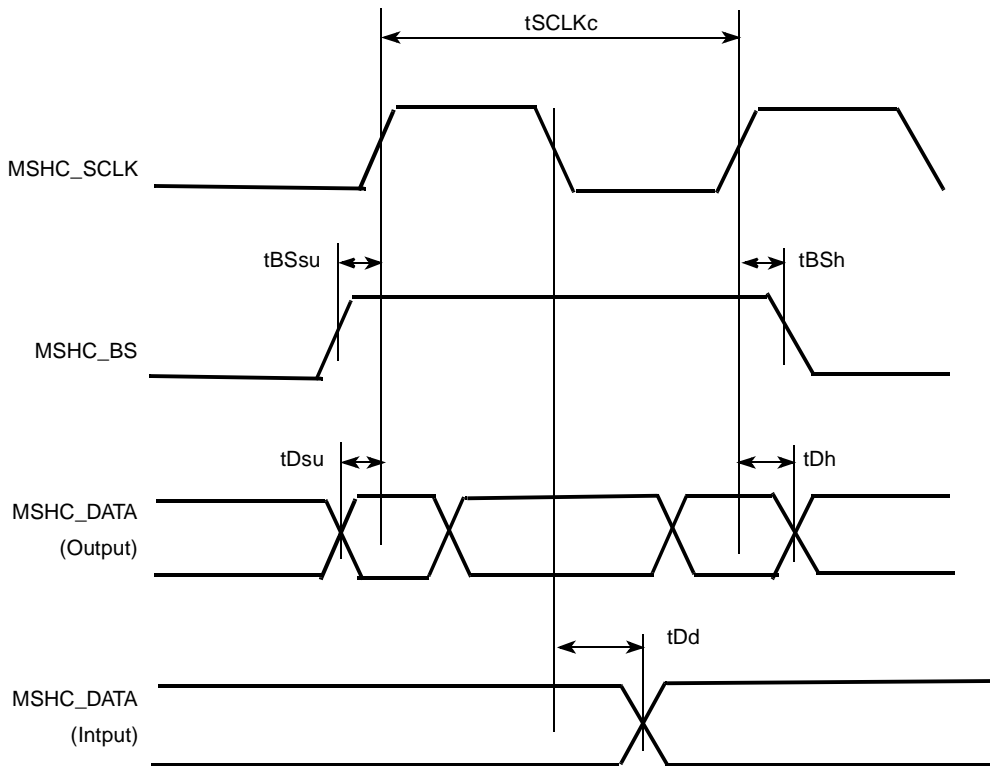 tSCLKc
MSHC_SCLK
tBSsu
tBSh
MSHC_BS
tDsu
tDh
MSHC_DATA
(Output)
tDd
MSHC_DATA
(Intput)